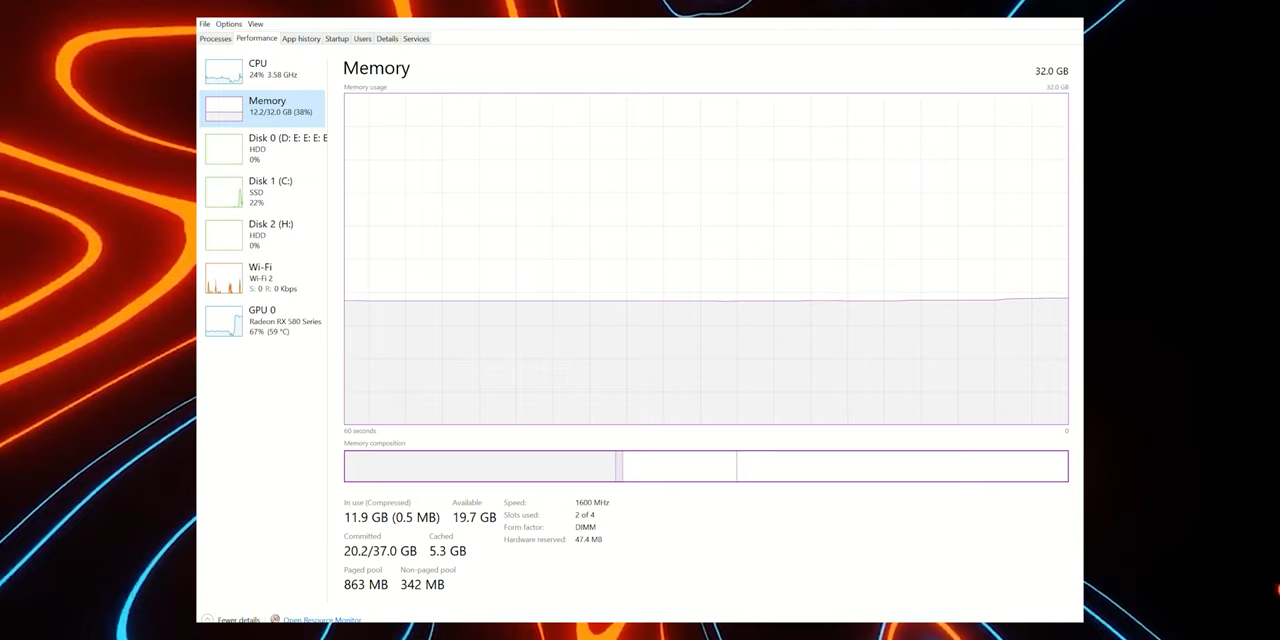 File Options View
Processes Performance App history Startup Users Details Services
CPU
24% 3.58 GHz
Memory
12.2/32.0 GB (38%)
Disk 0 (D: E: E: E: E
HDD
0%
Disk 1 (C:)
SSD
22%
Disk 2 (H:)
HDD
0%
Wi-Fi
Wi-Fi 2
S: 0 R: 0 Kbps
GPU 0
Radeon RX 580 Series
67% (59 °C)
Memory
32.0 GB
Memory usage
32.0 GB
60 seconds
0
Memory composition
In use (Compressed)
11.9 GB (0.5 MB)
Available
19.7 GB
Committed
20.2/37.0 GB
Cached
5.3 GB
Paged pool
863 MB
Non-paged pool
342 MB
Speed: 1600 MHz
Slots used: 2 of 4
Form factor: DIMM
Hardware reserved: 47.4 MB
Fewer details
Open Resource Monitor